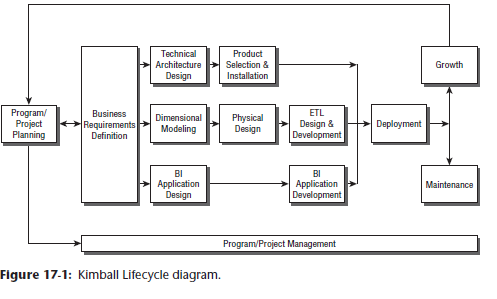 Technical
Architecture
Design
Product
Selection &
Installation
Growth
Program/
Project
Planning
Business
Requirements
Definition
Dimensional
Modeling
Physical
Design
ETL
Design &
Development
Deployment
BI
Application
Design
BI
Application
Development
Maintenance
Program/Project Management
Figure 17-1: Kimball Lifecycle diagram.